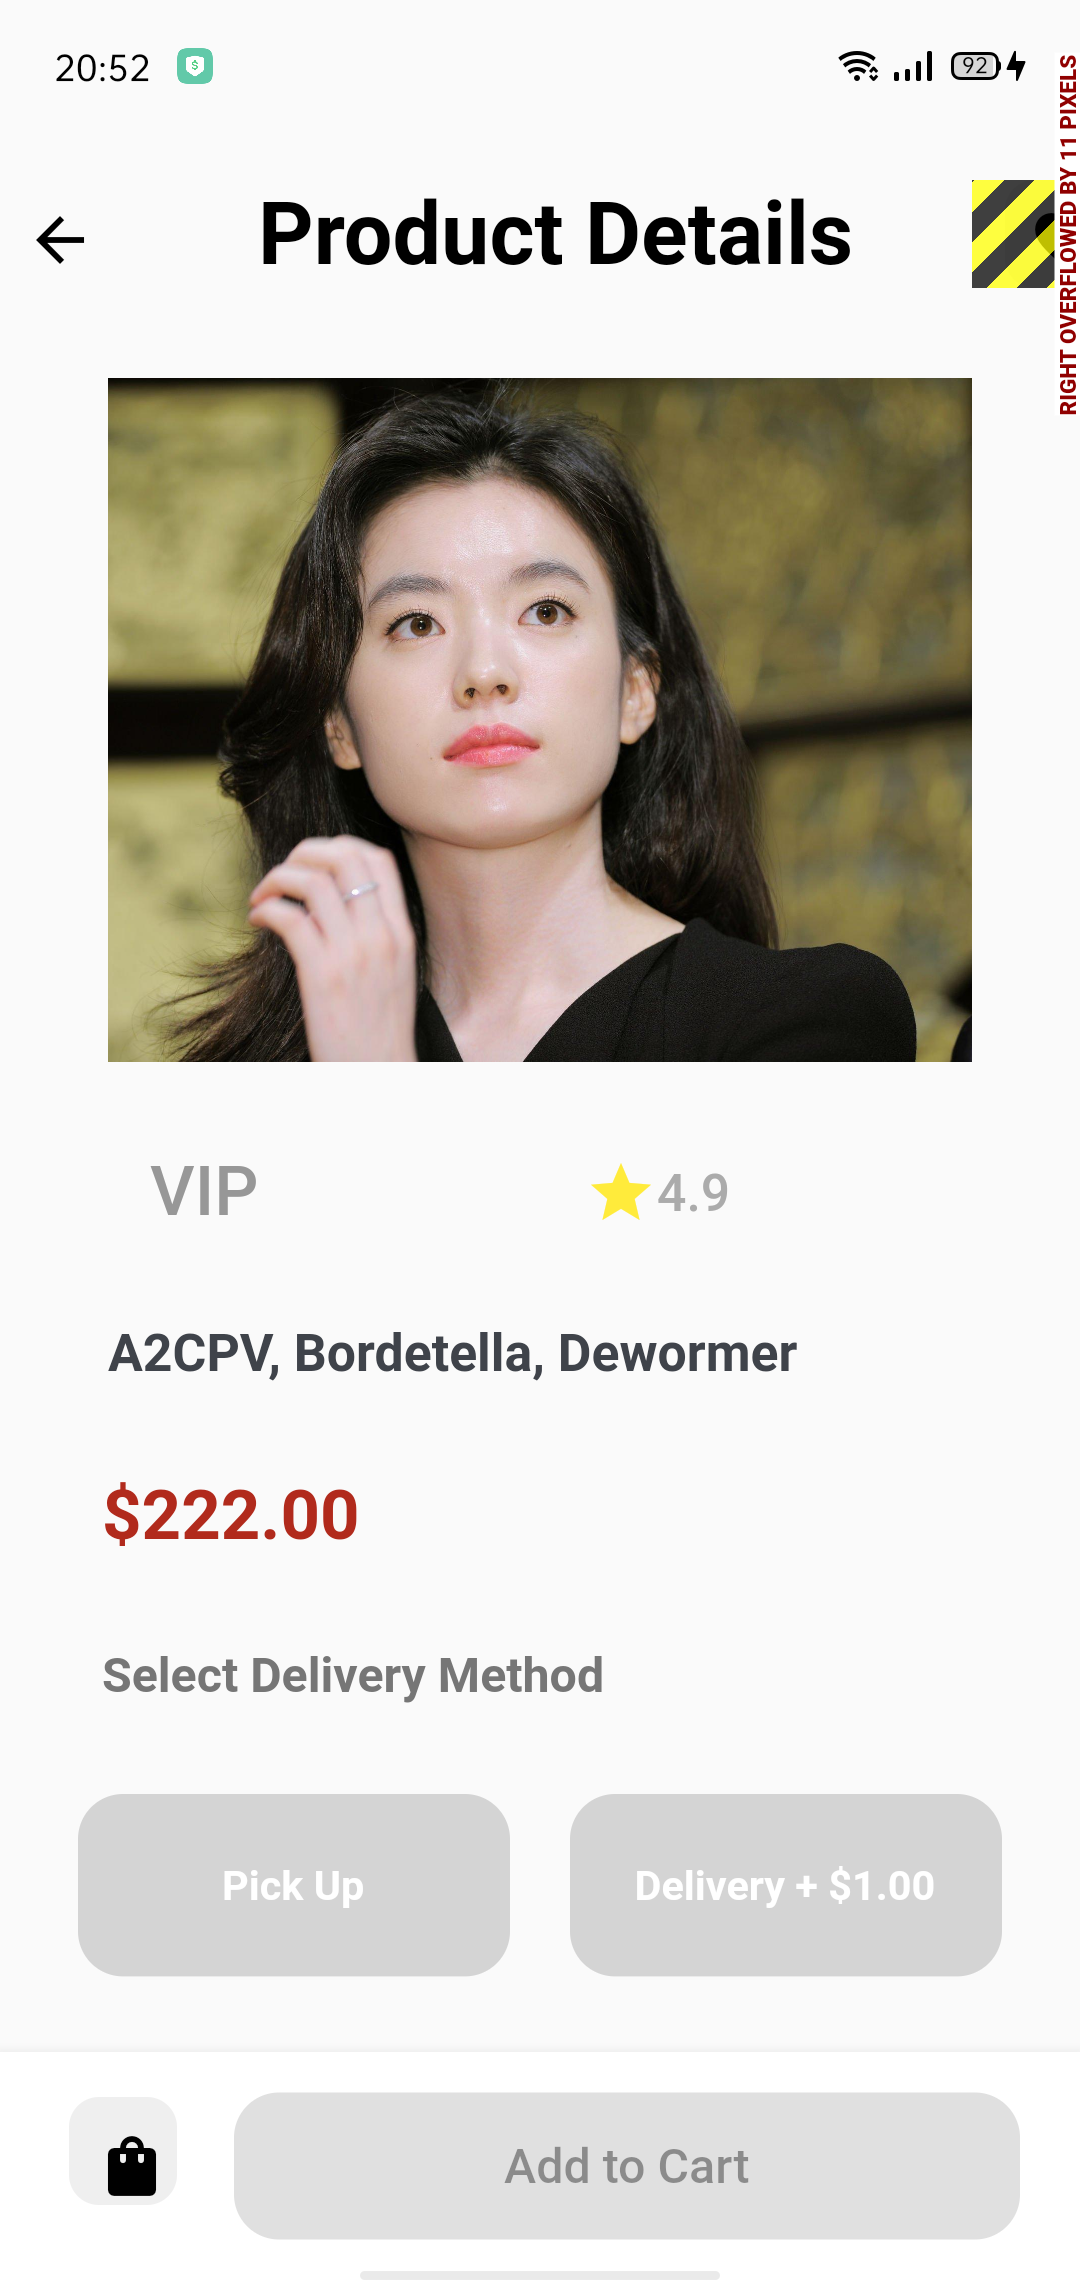 20:52
92
RIGHT OVERFLOWED BY 11 PIXELS
Product Details
VIP
4.9
A2CPV, Bordetella, Dewormer
$222.00
Select Delivery Method
Pick Up
Delivery + $1.00
Add to Cart